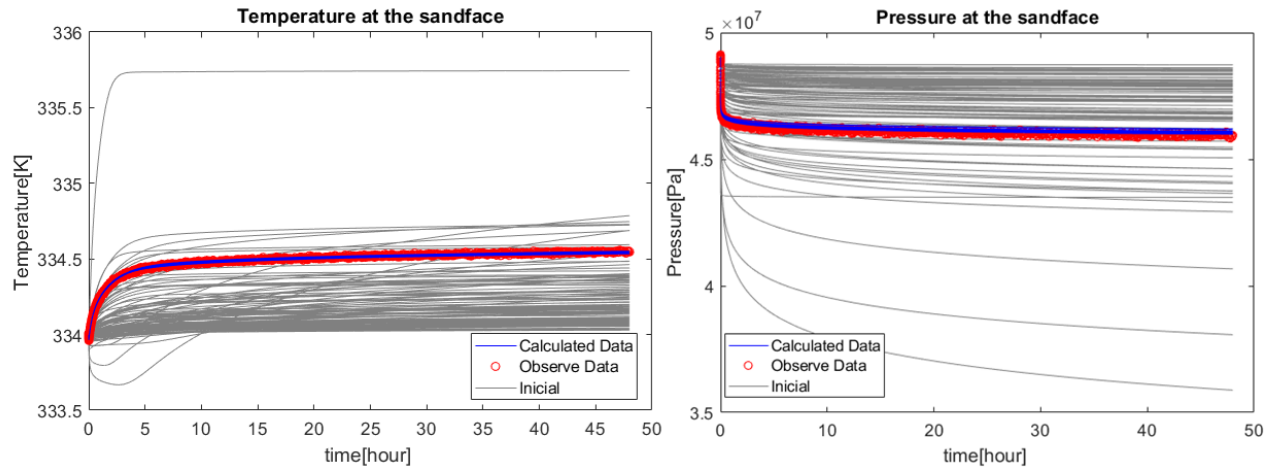 Temperature at the sandface
336
335.5
335
334.5
334
333.5
Temperature[K]
0 5 10 15 20 25 30 35 40 45 50
time[hour]
Calculated Data
Observe Data
Inicial
Pressure at the sandface
×10⁷
5
4.5
4
3.5
Pressure[Pa]
0 10 20 30 40 50
time[hour]
Calculated Data
Observe Data
Inicial